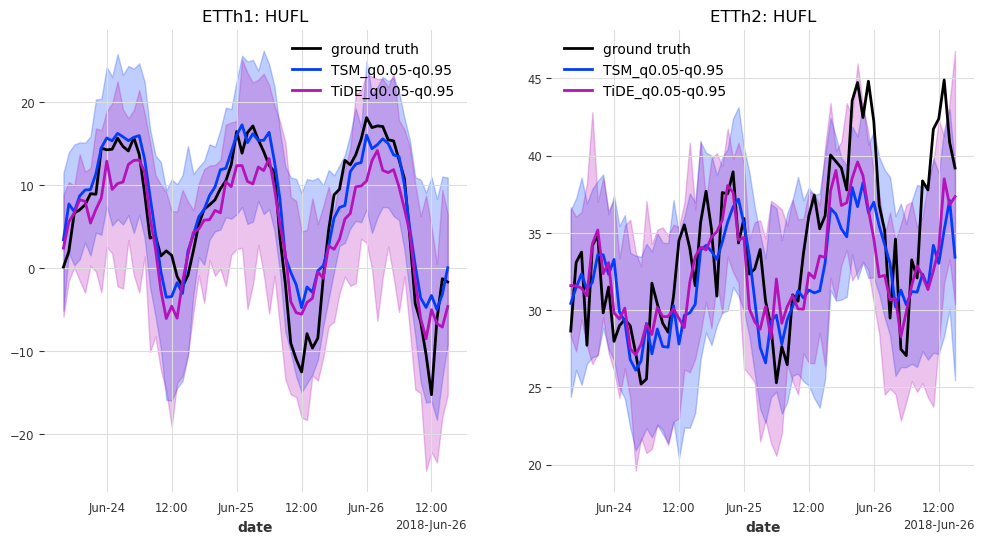 ETTh1: HUFL
ground truth
TSM_q0.05-q0.95
TiDE_q0.05-q0.95
20
10
0
−10
−20
Jun-24
12:00
Jun-25
12:00
Jun-26
12:00
2018-Jun-26
date
ETTh2: HUFL
ground truth
TSM_q0.05-q0.95
TiDE_q0.05-q0.95
45
40
35
30
25
20
Jun-24
12:00
Jun-25
12:00
Jun-26
12:00
2018-Jun-26
date